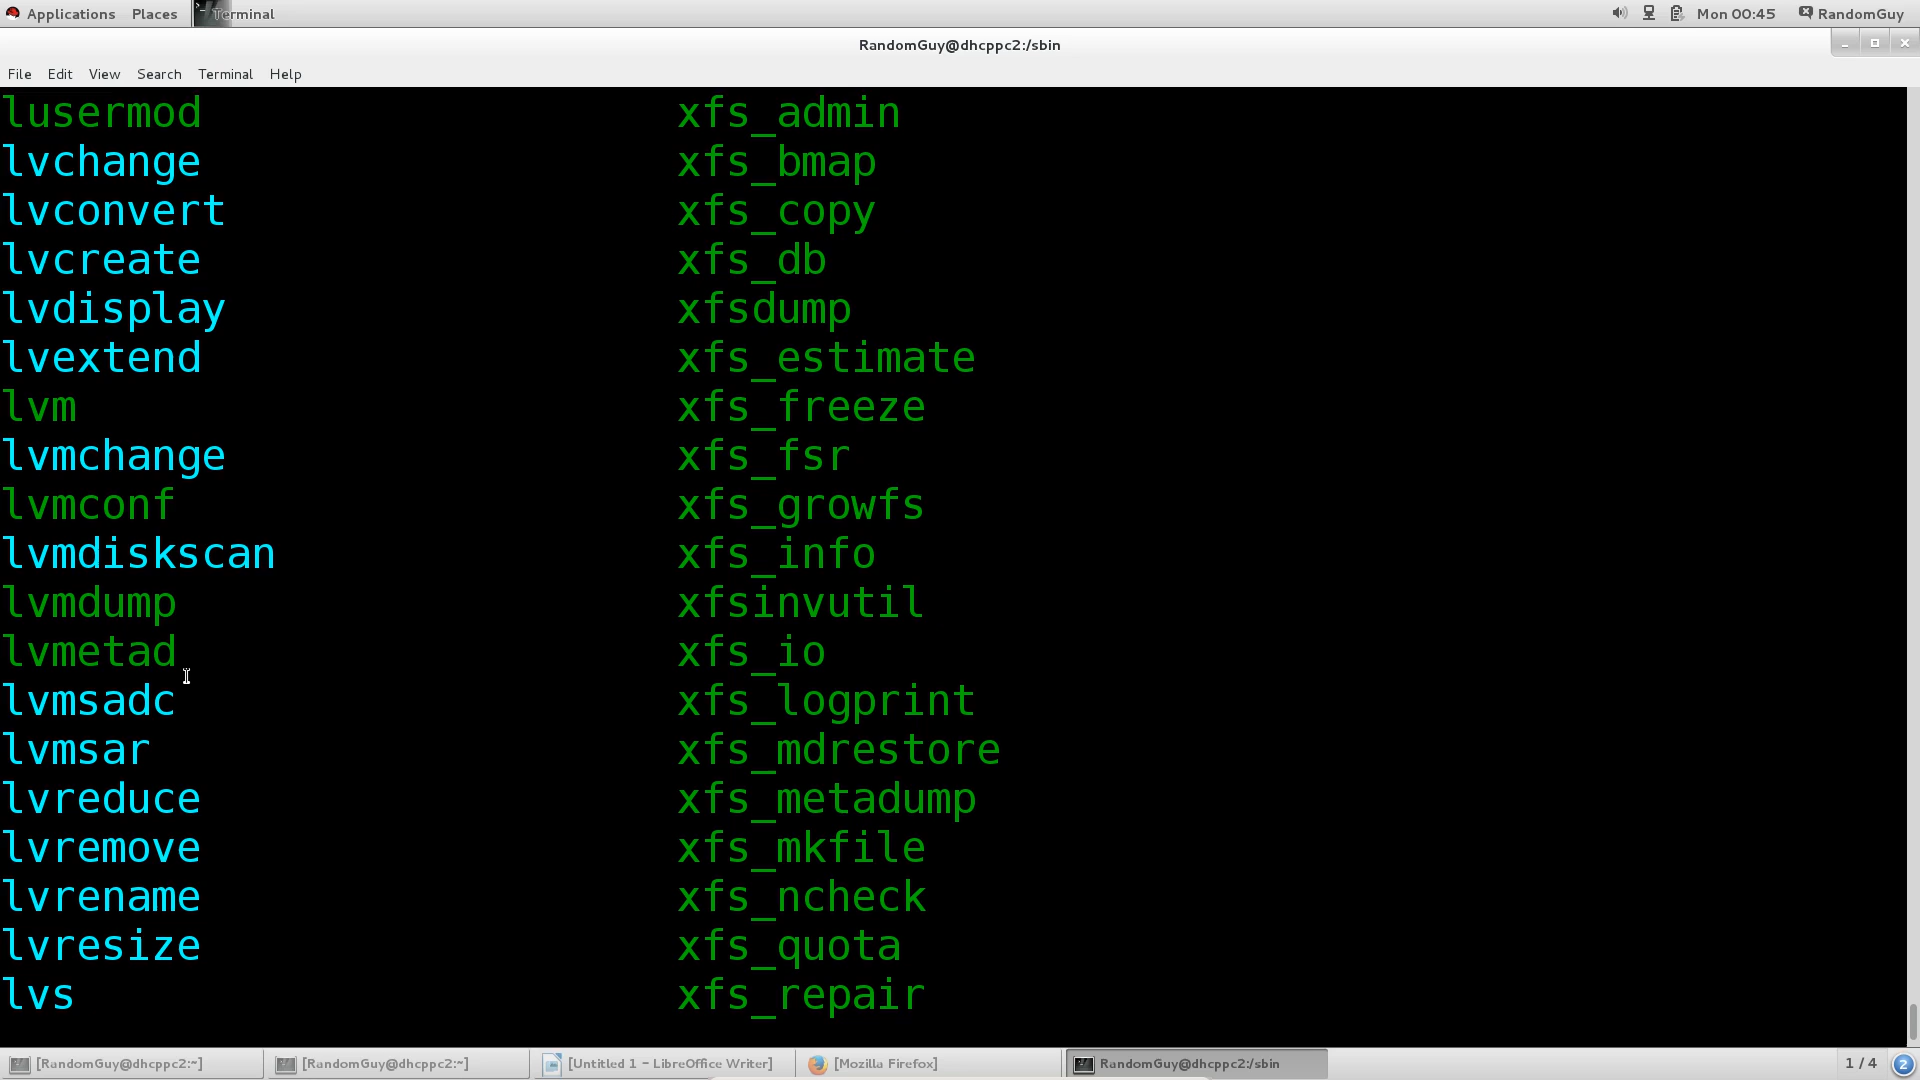 Applications Places Terminal Mon 00:45 RandomGuy
RandomGuy@dhcppc2:/sbin
File Edit View Search Terminal Help
lusermod xfs_admin
lvchange xfs_bmap
lvconvert xfs_copy
lvcreate xfs_db
lvdisplay xfsdump
lvextend xfs_estimate
lvm xfs_freeze
lvmchange xfs_fsr
lvmconf xfs_growfs
lvmdiskscan xfs_info
lvmdump xfsinvutil
lvmetad xfs_io
lvmsadc xfs_logprint
lvmsar xfs_mdrestore
lvreduce xfs_metadump
lvremove xfs_mkfile
lvrename xfs_ncheck
lvresize xfs_quota
lvs xfs_repair
[RandomGuy@dhcppc2:~] [RandomGuy@dhcppc2:~] [Untitled 1 - LibreOffice Writer] [Mozilla Firefox] RandomGuy@dhcppc2:/sbin 1 / 4 2